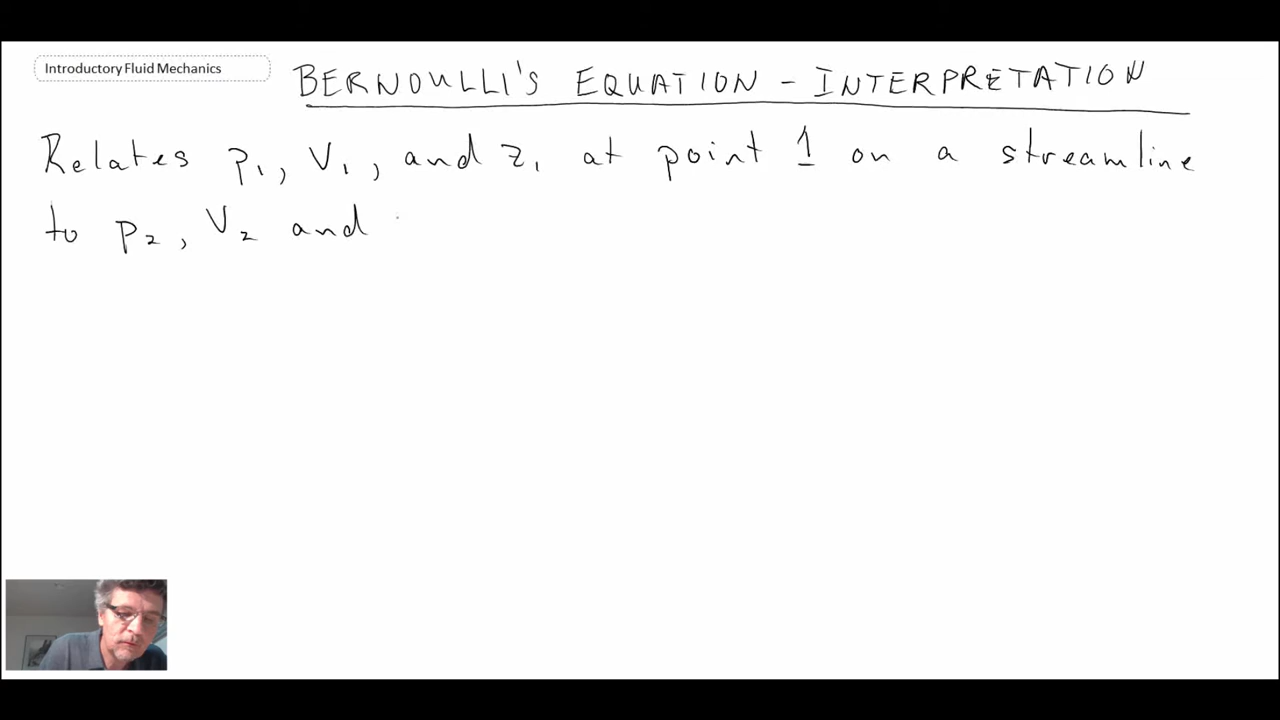 Introductory Fluid Mechanics
BERNOULLI'S EQUATION - INTERPRETATION
Relates p₁, V₁, and z₁ at point 1 on a streamline
to p₂, V₂ and